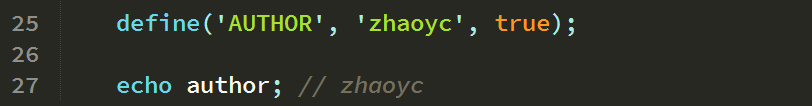 25 define('AUTHOR', 'zhaoyc', true);
26
27 echo author; // zhaoyc